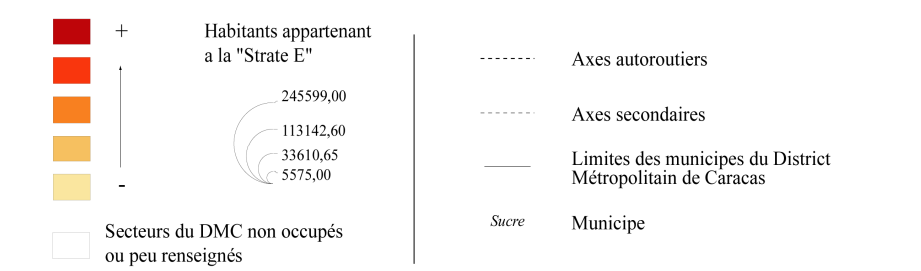 +
-
Habitants appartenant
a la "Strate E"
245599,00
113142,60
33610,65
5575,00
Secteurs du DMC non occupés
ou peu renseignés
Axes autoroutiers
Axes secondaires
Limites des municipes du District
Métropolitain de Caracas
Sucre Municipe